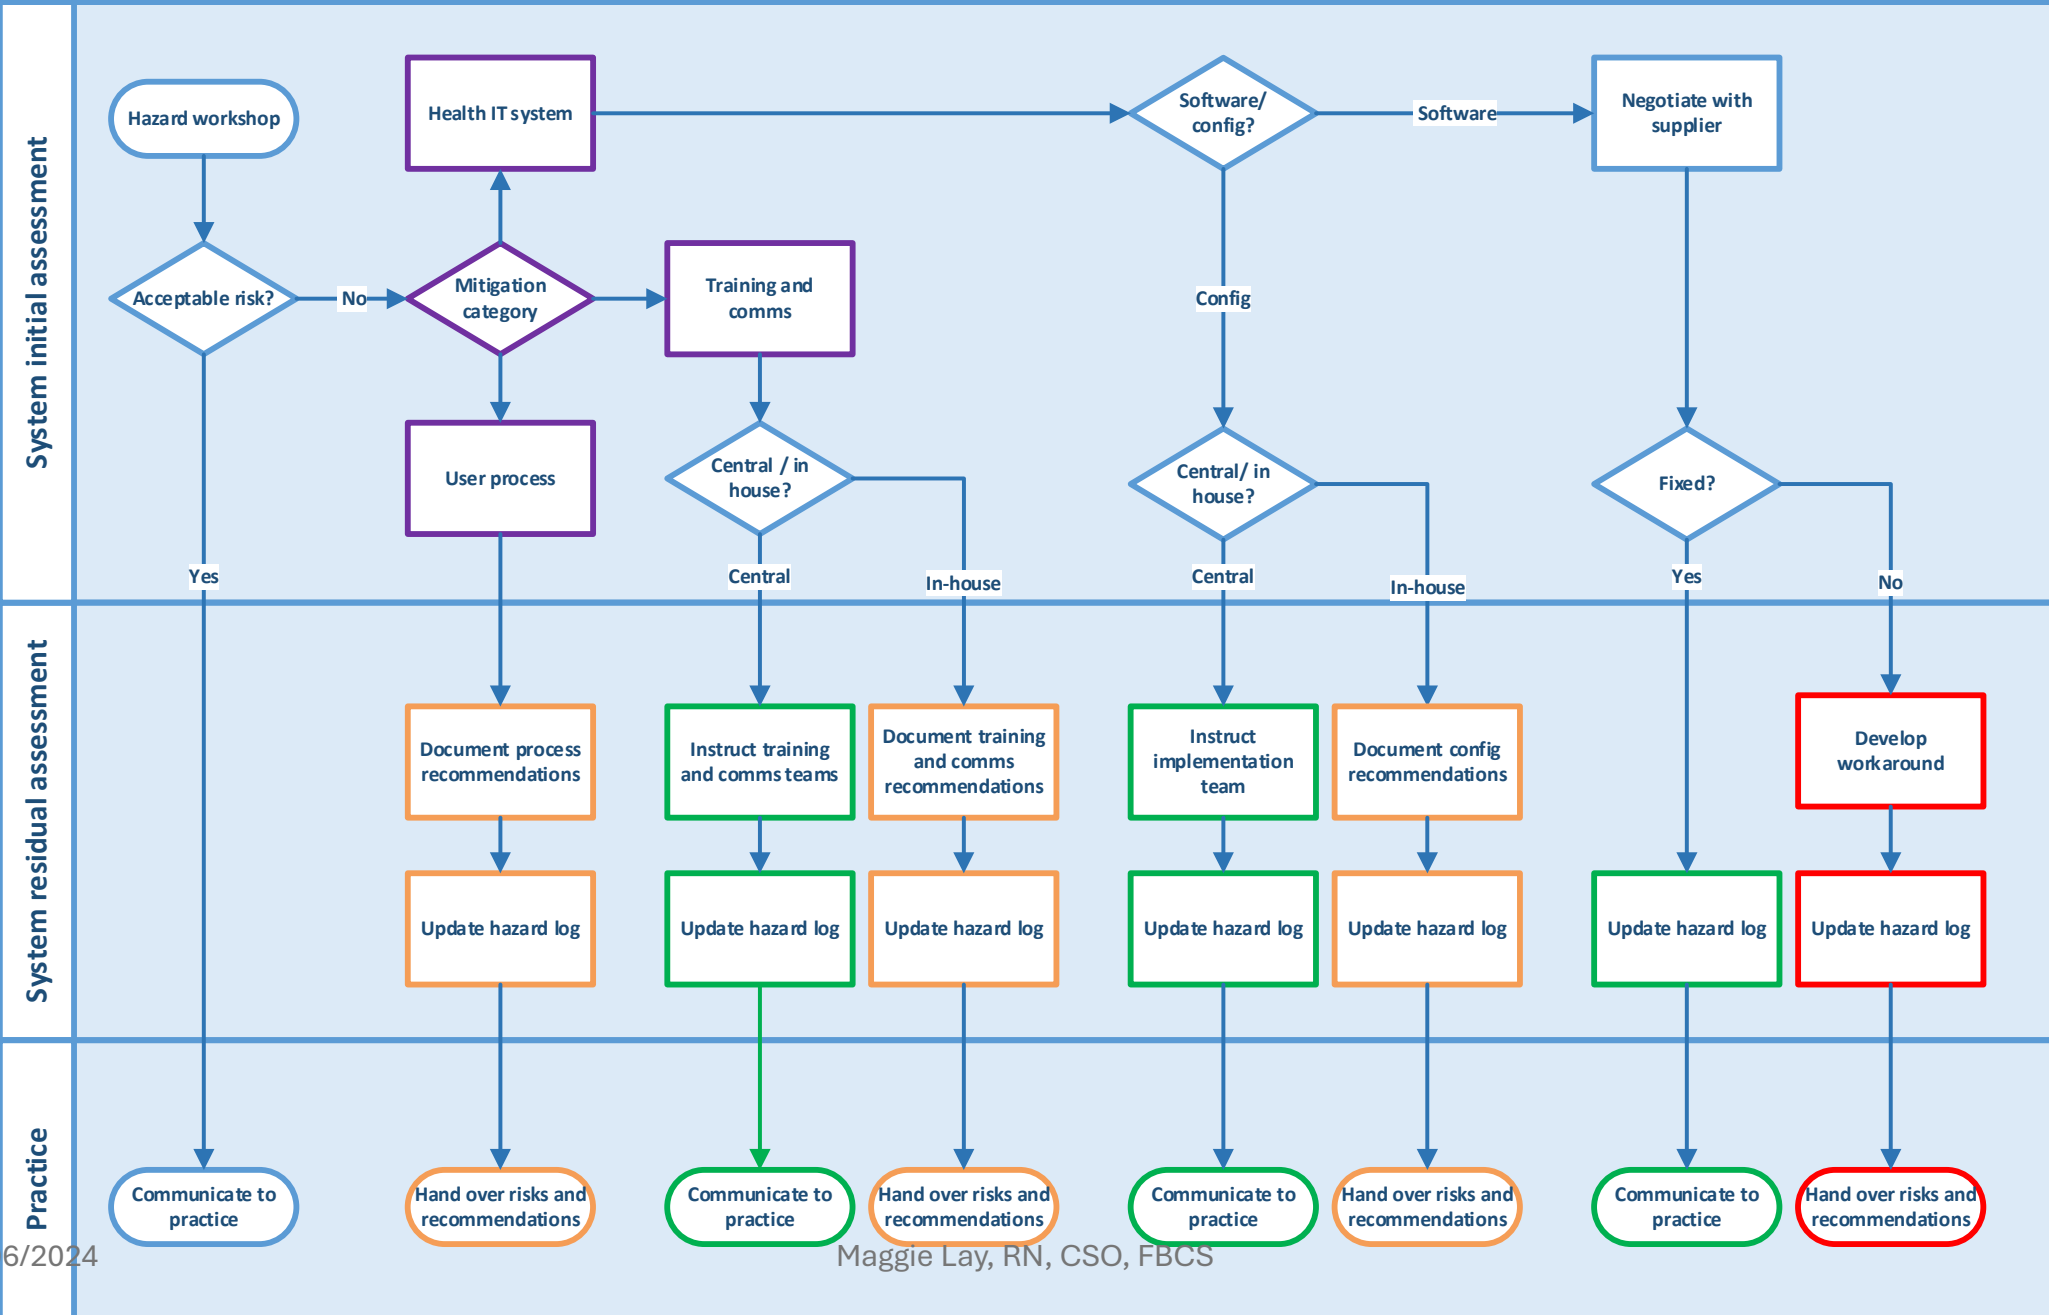 System initial assessment
Hazard workshop
Health IT system
Software/
config?
Software
Negotiate with
supplier
Acceptable risk?
No
Mitigation
category
Training and
comms
Config
User process
Central / in
house?
Central/ in
house?
Fixed?
Yes
Central
In-house
Central
In-house
Yes
No
System residual assessment
Document process
recommendations
Instruct training
and comms teams
Document training
and comms
recommendations
Instruct
implementation
team
Document config
recommendations
Develop
workaround
Update hazard log
Update hazard log
Update hazard log
Update hazard log
Update hazard log
Update hazard log
Update hazard log
Practice
Communicate to
practice
Hand over risks and
recommendations
Communicate to
practice
Hand over risks and
recommendations
Communicate to
practice
Hand over risks and
recommendations
Communicate to
practice
Hand over risks and
recommendations
6/2024
Maggie Lay, RN, CSO, FBCS